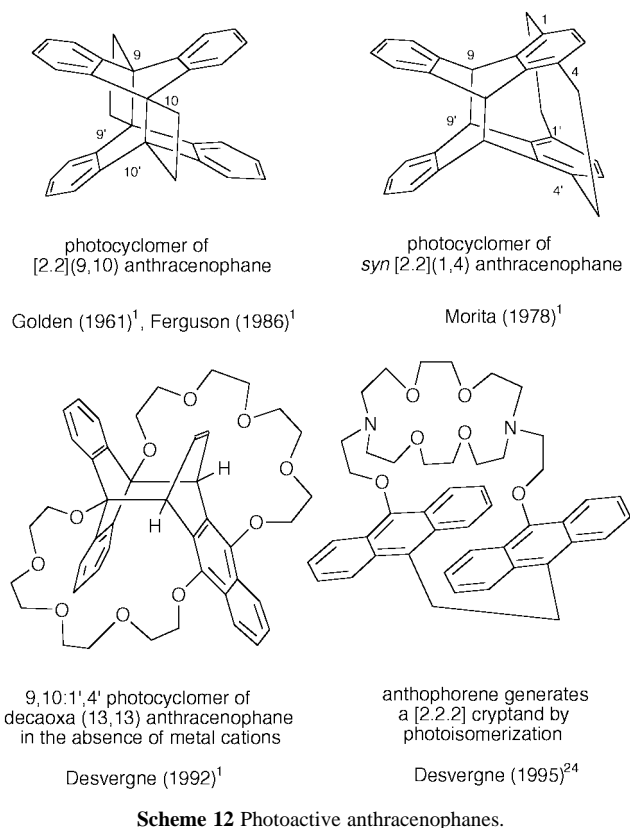 9
10
9'
10'
1
9
4
9'
1'
4'
photocyclomer of
[2.2](9,10) anthracenophane
Golden (1961)¹, Ferguson (1986)¹
photocyclomer of
syn [2.2](1,4) anthracenophane
Morita (1978)¹
O
O
O
O
H
O
H
O
O
O
O
O
O O
N N
O O
O
O
9,10:1',4' photocyclomer of
decaoxa (13,13) anthracenophane
in the absence of metal cations
Desvergne (1992)¹
anthophorene generates
a [2.2.2] cryptand by
photoisomerization
Desvergne (1995)²⁴
Scheme 12 Photoactive anthracenophanes.